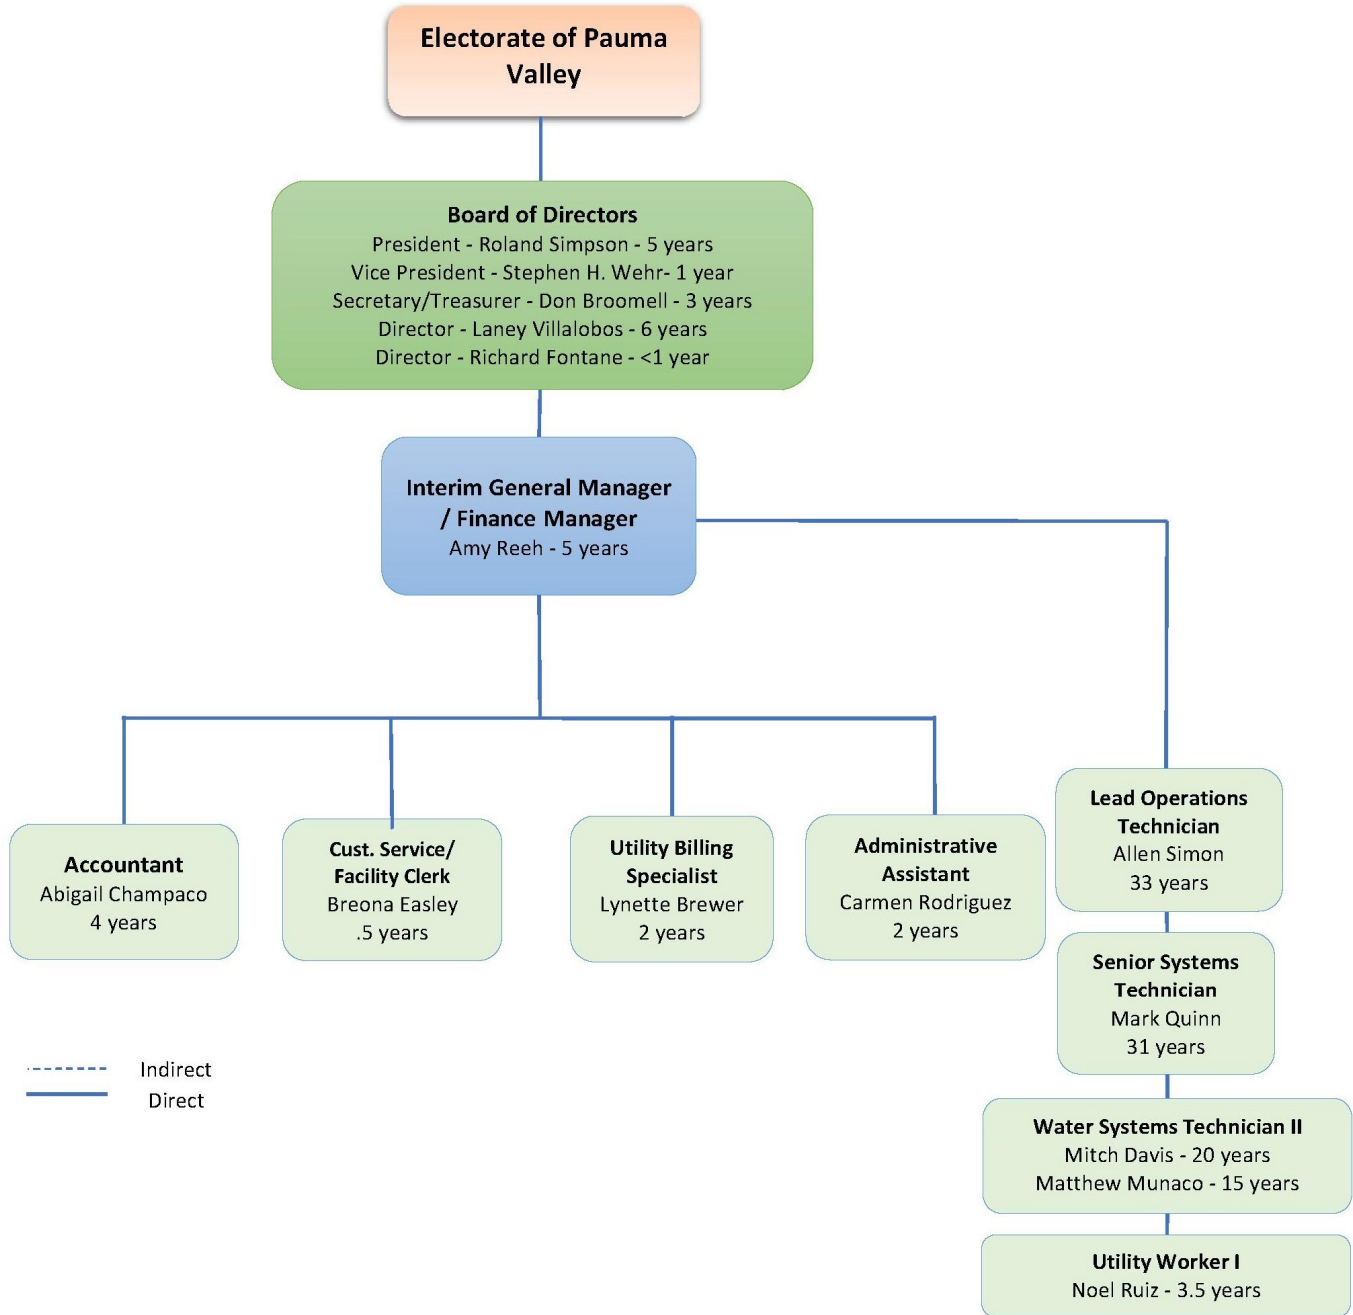 Electorate of Pauma
Valley
Board of Directors
President - Roland Simpson - 5 years
Vice President - Stephen H. Wehr- 1 year
Secretary/Treasurer - Don Broomell - 3 years
Director - Laney Villalobos - 6 years
Director - Richard Fontane - <1 year
Interim General Manager
/ Finance Manager
Amy Reeh - 5 years
Accountant
Abigail Champaco
4 years
Cust. Service/
Facility Clerk
Breona Easley
.5 years
Utility Billing
Specialist
Lynette Brewer
2 years
Administrative
Assistant
Carmen Rodriguez
2 years
Lead Operations
Technician
Allen Simon
33 years
Senior Systems
Technician
Mark Quinn
31 years
Water Systems Technician II
Mitch Davis - 20 years
Matthew Munaco - 15 years
Utility Worker I
Noel Ruiz - 3.5 years
Indirect
Direct